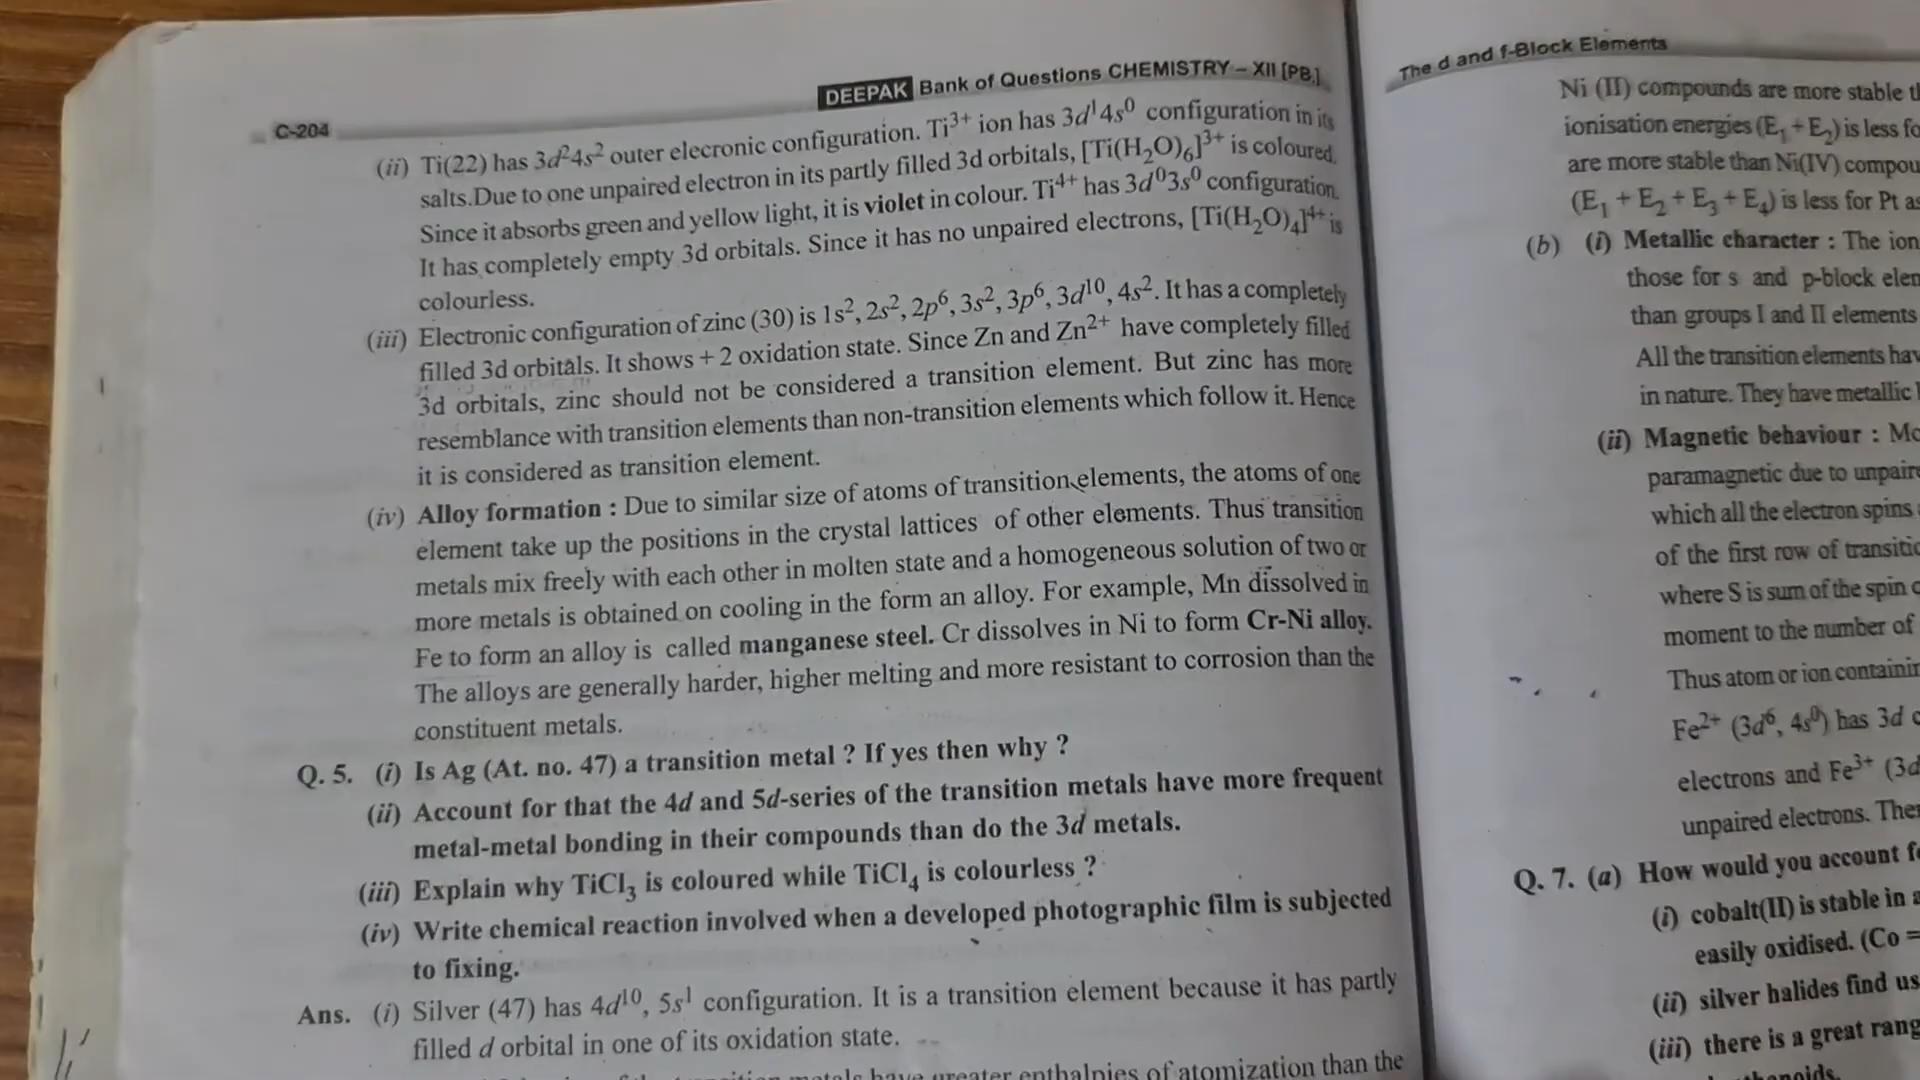 DEEPAK Bank of Questions CHEMISTRY – XII [PB.]
C-204
(ii) Ti(22) has 3d²4s² outer elecronic configuration. Ti³⁺ ion has 3d¹4s⁰ configuration in its
salts.Due to one unpaired electron in its partly filled 3d orbitals, [Ti(H₂O)₆]³⁺ is coloured.
Since it absorbs green and yellow light, it is violet in colour. Ti⁴⁺ has 3d⁰3s⁰ configuration.
It has completely empty 3d orbitals. Since it has no unpaired electrons, [Ti(H₂O)₄]⁴⁺ is
colourless.
(iii) Electronic configuration of zinc (30) is 1s², 2s², 2p⁶, 3s², 3p⁶, 3d¹⁰, 4s². It has a completely
filled 3d orbitals. It shows + 2 oxidation state. Since Zn and Zn²⁺ have completely filled
3d orbitals, zinc should not be considered a transition element. But zinc has more
resemblance with transition elements than non-transition elements which follow it. Hence
it is considered as transition element.
(iv) Alloy formation : Due to similar size of atoms of transition elements, the atoms of one
element take up the positions in the crystal lattices of other elements. Thus transition
metals mix freely with each other in molten state and a homogeneous solution of two or
more metals is obtained on cooling in the form an alloy. For example, Mn dissolved in
Fe to form an alloy is called manganese steel. Cr dissolves in Ni to form Cr-Ni alloy.
The alloys are generally harder, higher melting and more resistant to corrosion than the
constituent metals.
Q. 5. (i) Is Ag (At. no. 47) a transition metal ? If yes then why ?
(ii) Account for that the 4d and 5d-series of the transition metals have more frequent
metal-metal bonding in their compounds than do the 3d metals.
(iii) Explain why TiCl₃ is coloured while TiCl₄ is colourless ?
(iv) Write chemical reaction involved when a developed photographic film is subjected
to fixing.
Ans. (i) Silver (47) has 4d¹⁰, 5s¹ configuration. It is a transition element because it has partly
filled d orbital in one of its oxidation state.
metals have greater enthalpies of atomization than the
The d and f-Block Elements
Ni (II) compounds are more stable
ionisation energies (E₁ + E₂) is less
are more stable than Ni(IV)
(E₁ + E₂ + E₃ + E₄) is less for Pt
(b) (i) Metallic character : The
those for s and p-block
than groups I and II elements
All the transition elements
in nature. They have metallic
(ii) Magnetic behaviour :
paramagnetic due to
which all the electron spins
of the first row of
where S is sum of the spin
moment to the number of
Thus atom or ion
Fe²⁺ (3d⁶, 4s⁰) has 3d
electrons and Fe³⁺ (3d
unpaired electrons.
Q. 7. (a) How would you account
(i) cobalt(II) is stable in
easily oxidised. (Co =
(ii) silver halides find
(iii) there is a great